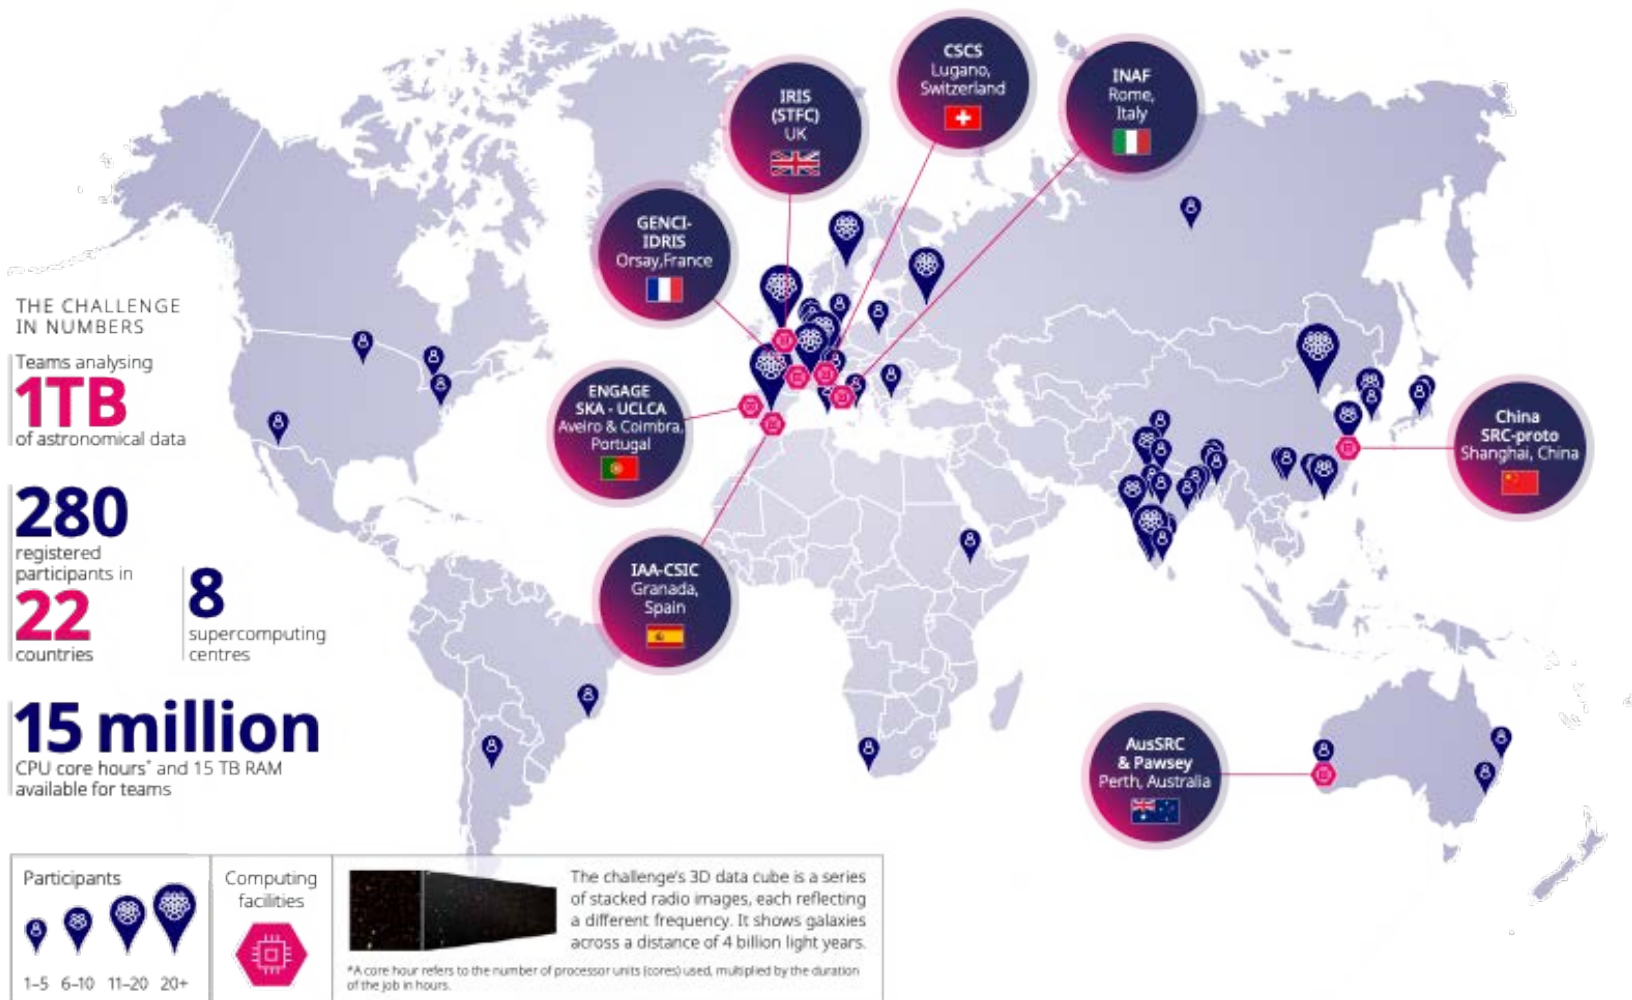 CSCS
Lugano,
Switzerland
INAF
Rome,
Italy
IRIS
(STFC)
UK
GENCI-
IDRIS
Orsay,France
ENGAGE
SKA - UCLCA
Aveiro & Coimbra,
Portugal
China
SRC-proto
Shanghai, China
IAA-CSIC
Granada,
Spain
AusSRC
& Pawsey
Perth, Australia
THE CHALLENGE
IN NUMBERS
Teams analysing
1TB
of astronomical data
280
registered
participants in
22
countries
8
supercomputing
centres
15 million
CPU core hours* and 15 TB RAM
available for teams
Participants
1–5 6–10 11–20 20+
Computing
facilities
The challenge's 3D data cube is a series
of stacked radio images, each reflecting
a different frequency. It shows galaxies
across a distance of 4 billion light years.
*A core hour refers to the number of processor units (cores) used, multiplied by the duration
of the job in hours.